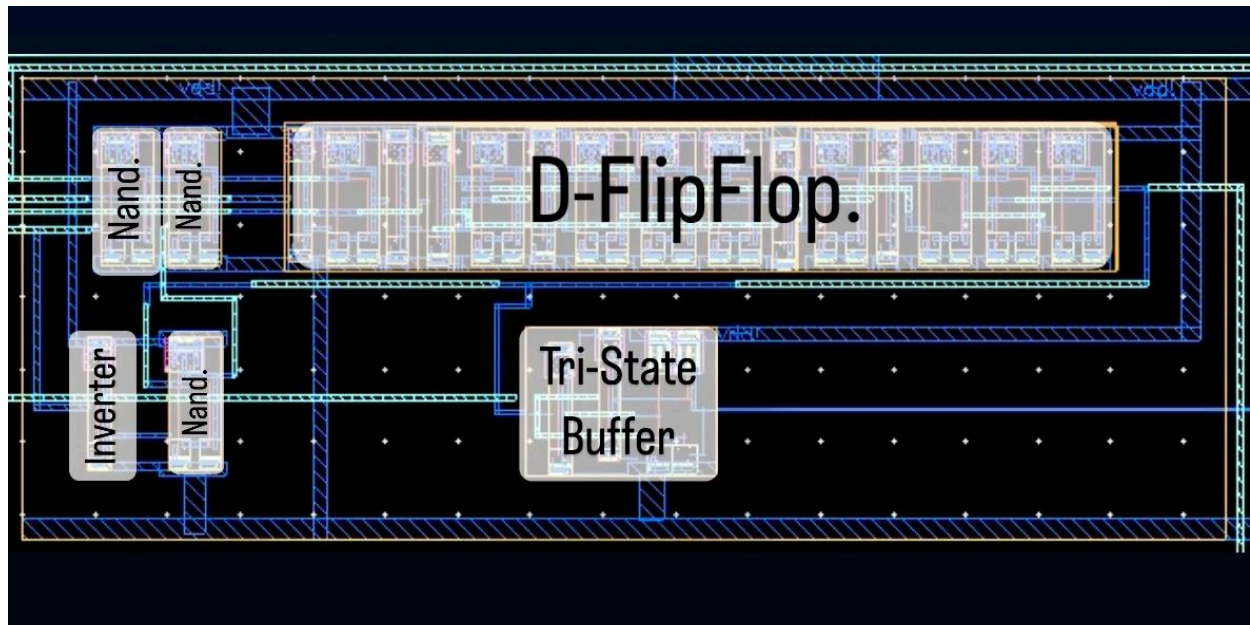 vdd!
vdd!
Nand.
Nand.
D-FlipFlop.
vdd!
Inverter
Nand.
Tri-State
Buffer